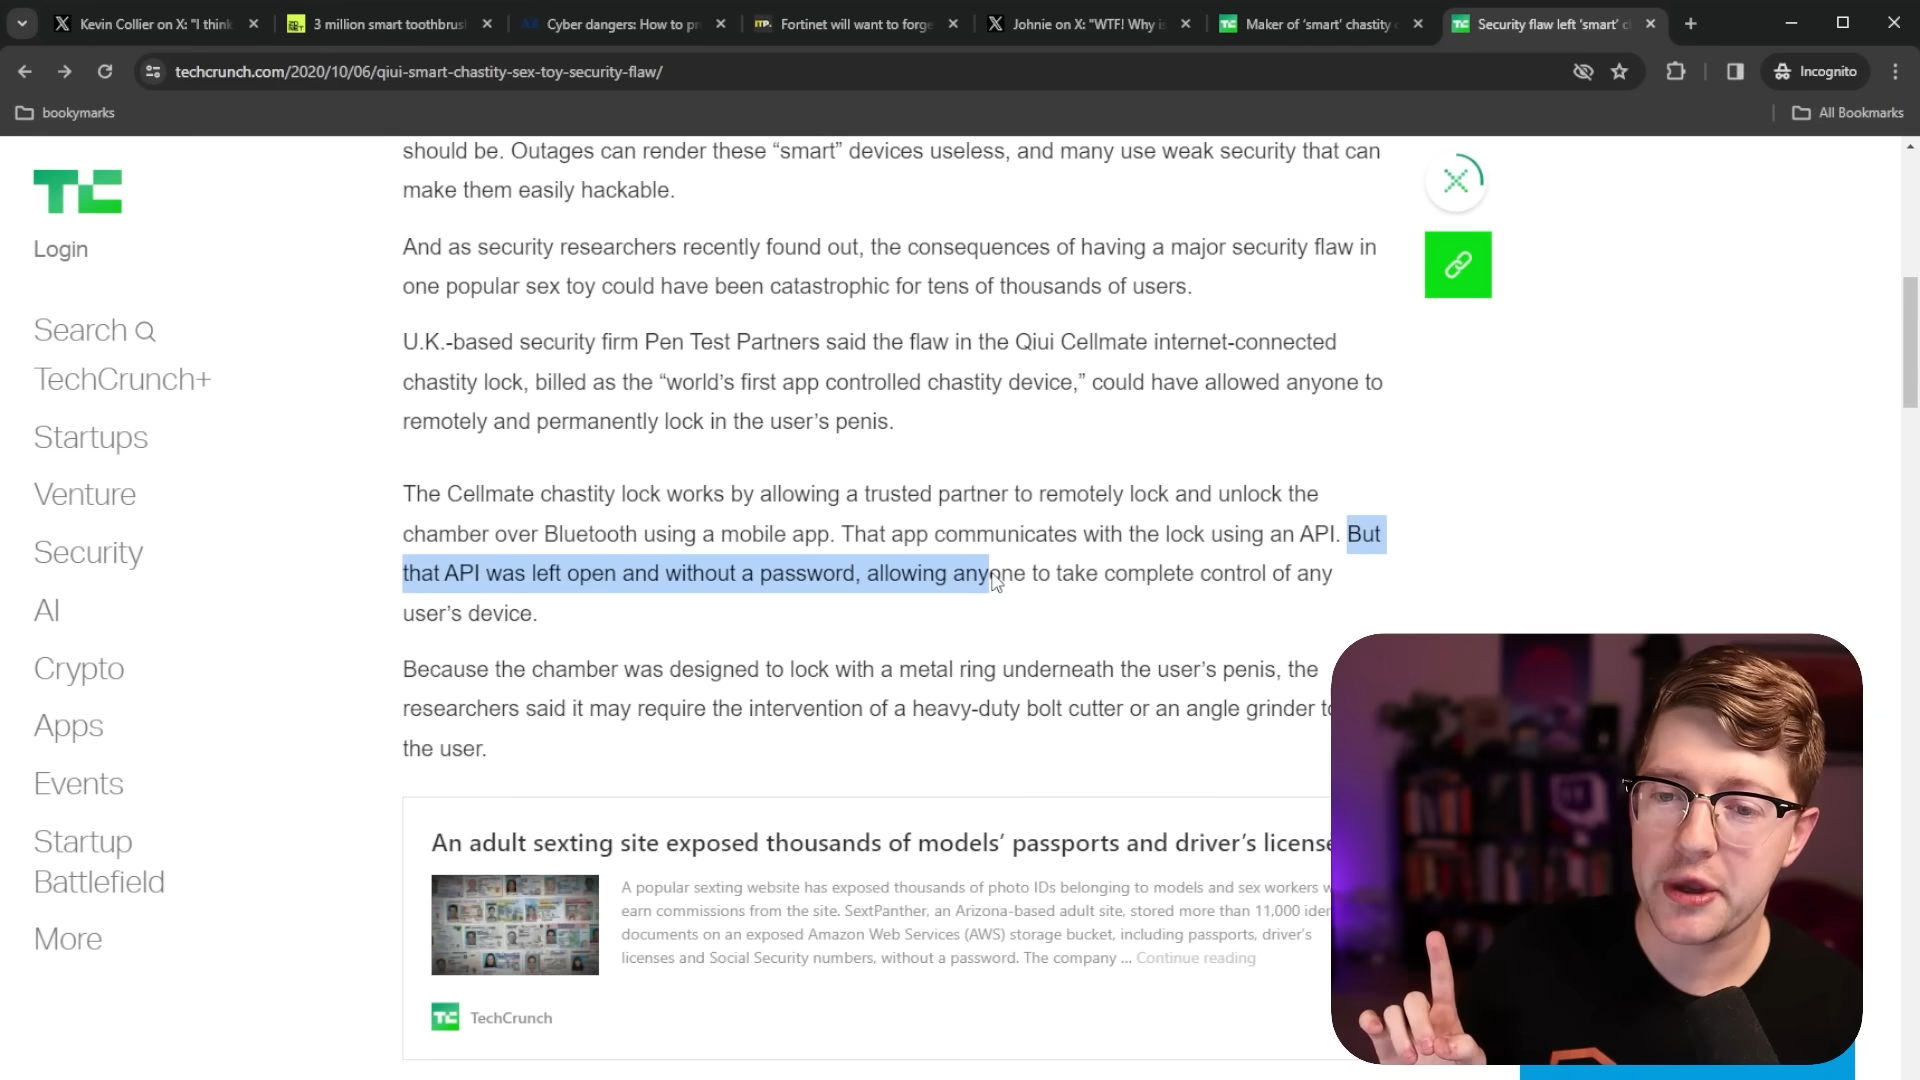 Kevin Collier on X: "I think
3 million smart toothbrus
Cyber dangers: How to pr
Fortinet will want to forge
Johnie on X: "WTF! Why is
Maker of 'smart' chastity c
Security flaw left 'smart' c
techcrunch.com/2020/10/06/qiui-smart-chastity-sex-toy-security-flaw/
Incognito
bookymarks
All Bookmarks
TC
Login
Search
TechCrunch+
Startups
Venture
Security
AI
Crypto
Apps
Events
Startup
Battlefield
More
should be. Outages can render these “smart” devices useless, and many use weak security that can
make them easily hackable.
And as security researchers recently found out, the consequences of having a major security flaw in
one popular sex toy could have been catastrophic for tens of thousands of users.
U.K.-based security firm Pen Test Partners said the flaw in the Qiui Cellmate internet-connected
chastity lock, billed as the “world’s first app controlled chastity device,” could have allowed anyone to
remotely and permanently lock in the user’s penis.
The Cellmate chastity lock works by allowing a trusted partner to remotely lock and unlock the
chamber over Bluetooth using a mobile app. That app communicates with the lock using an API. But
that API was left open and without a password, allowing anyone to take complete control of any
user’s device.
Because the chamber was designed to lock with a metal ring underneath the user’s penis, the
researchers said it may require the intervention of a heavy-duty bolt cutter or an angle grinder to
the user.
An adult sexting site exposed thousands of models’ passports and driver’s license
A popular sexting website has exposed thousands of photo IDs belonging to models and sex workers w
earn commissions from the site. SextPanther, an Arizona-based adult site, stored more than 11,000 iden
documents on an exposed Amazon Web Services (AWS) storage bucket, including passports, driver’s
licenses and Social Security numbers, without a password. The company ... Continue reading
TC TechCrunch